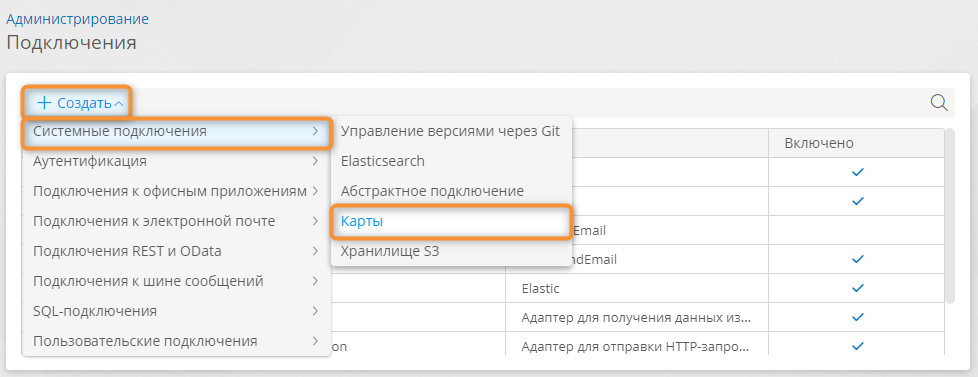 Администрирование
Подключения
Создать
Системные подключения
Аутентификация
Подключения к офисным приложениям
Подключения к электронной почте
Подключения REST и OData
Подключения к шине сообщений
SQL-подключения
Пользовательские подключения
Управление версиями через Git
Elasticsearch
Абстрактное подключение
Карты
Хранилище S3
Включено
Email
ndEmail
Elastic
Адаптер для получения данных из...
on
Адаптер для отправки HTTP-запро...